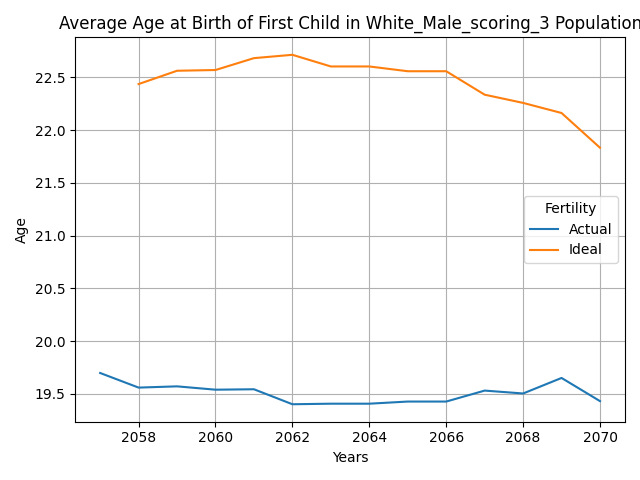 Average Age at Birth of First Child in White_Male_scoring_3 Population
22.5
22.0
21.5
21.0
20.5
20.0
19.5
Age
Fertility
Actual
Ideal
2058 2060 2062 2064 2066 2068 2070
Years